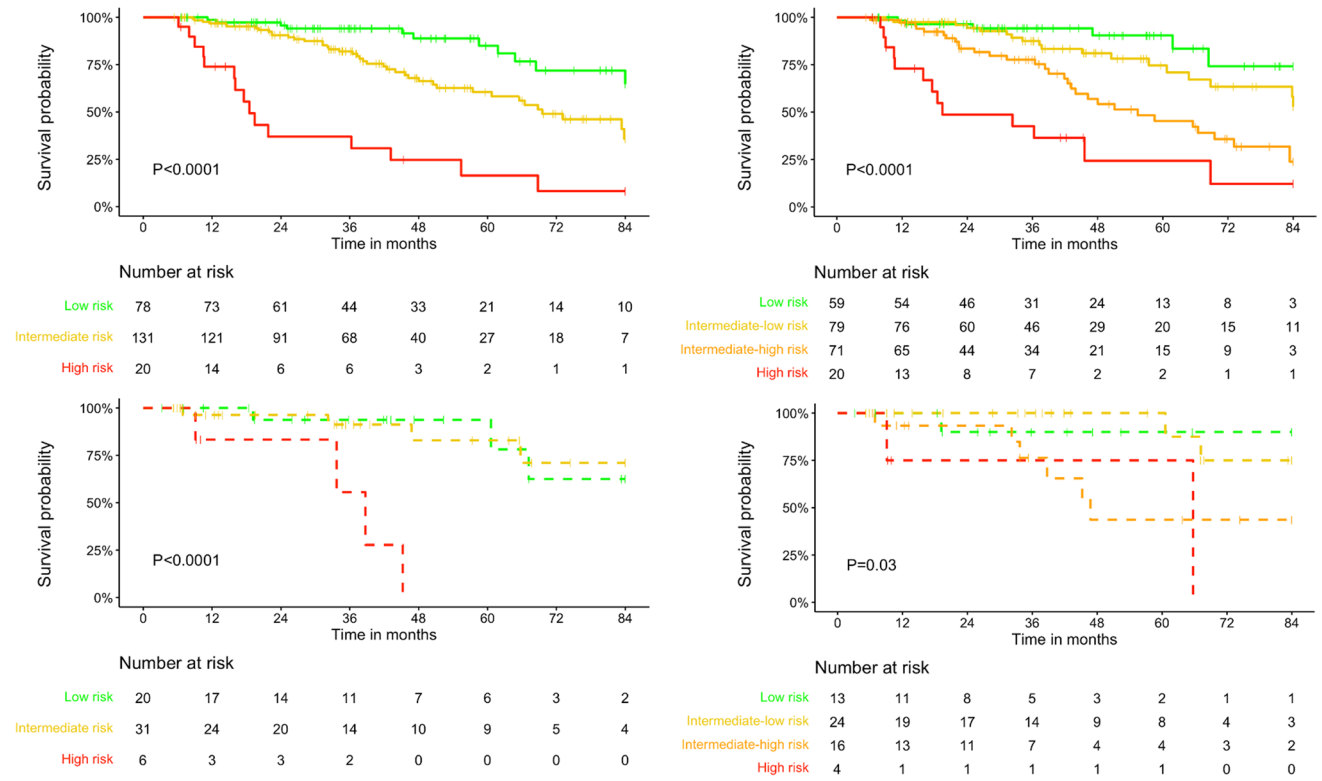 100%
75%
50%
25%
0%
Survival probability
P<0.0001
0 12 24 36 48 60 72 84
Time in months
Number at risk
Low risk 78 73 61 44 33 21 14 10
Intermediate risk 131 121 91 68 40 27 18 7
High risk 20 14 6 6 3 2 1 1
100%
75%
50%
25%
0%
Survival probability
P<0.0001
0 12 24 36 48 60 72 84
Time in months
Number at risk
Low risk 59 54 46 31 24 13 8 3
Intermediate-low risk 79 76 60 46 29 20 15 11
Intermediate-high risk 71 65 44 34 21 15 9 3
High risk 20 13 8 7 2 2 1 1
100%
75%
50%
25%
0%
Survival probability
P<0.0001
0 12 24 36 48 60 72 84
Time in months
Number at risk
Low risk 20 17 14 11 7 6 3 2
Intermediate risk 31 24 20 14 10 9 5 4
High risk 6 3 3 2 0 0 0 0
100%
75%
50%
25%
0%
Survival probability
P=0.03
0 12 24 36 48 60 72 84
Time in months
Number at risk
Low risk 13 11 8 5 3 2 1 1
Intermediate-low risk 24 19 17 14 9 8 4 3
Intermediate-high risk 16 13 11 7 4 4 3 2
High risk 4 1 1 1 1 1 0 0